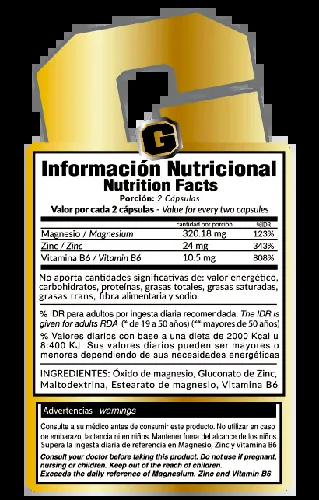 G
Información Nutricional
Nutrition Facts
Porción: 2 Cápsulas
Valor por cada 2 cápsulas - Value for every two capsules
cantidad por porción %IDR
Magnesio / Magnesium 320.18 mg 123%
Zinc / Zinc 24 mg 343%
Vitamina B6 / Vitamin B6 10.5 mg 808%
No aporta cantidades significativas de: valor energético,
carbohidratos, proteínas, grasas totales, grasas saturadas,
grasas trans, fibra alimentaria y sodio.
% IDR para adultos por ingesta diaria recomendada. The IDR is
given for adults RDA (* de 19 a 50 años) (** mayores de 50 años)
% Valores diarios con base a una dieta de 2000 Kcal u
8.400 KJ. Sus valores diarios pueden ser mayores o
menores dependiendo de sus necesidades energéticas
INGREDIENTES: Óxido de magnesio, Gluconato de Zinc,
Maltodextrina, Estearato de magnesio, Vitamina B6
Advertencias - warnings
Consulte a su médico antes de consumir este producto. No utilizar en caso
de embarazo, lactancia ni en niños. Mantener fuera del alcance de los niños
Supera la ingesta diaria de referencia en Magnesio, Zinc y vitamina B6
Consult your doctor before taking this product. Do not use if pregnant,
nursing or children. Keep out of the reach of children.
Exceeds the daily reference of Magnesium, Zinc and Vitamin B6